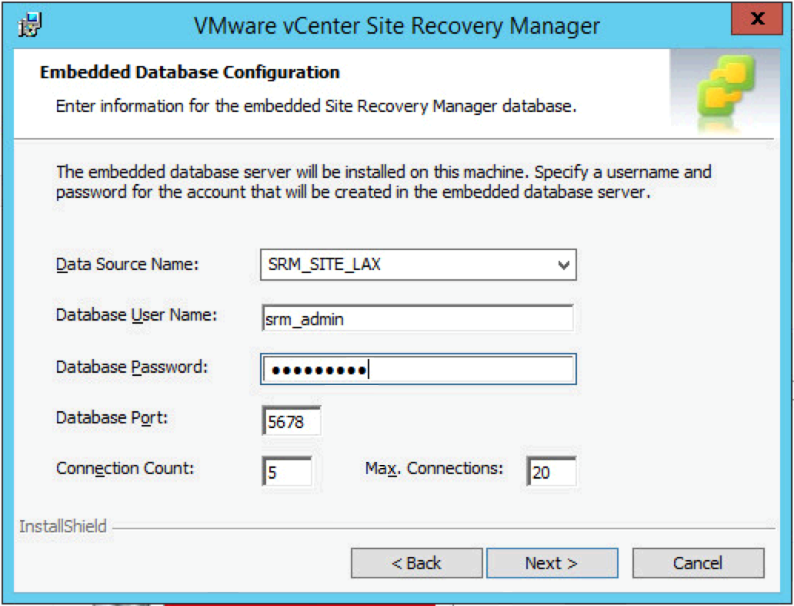 VMware vCenter Site Recovery Manager
x
Embedded Database Configuration
Enter information for the embedded Site Recovery Manager database.
The embedded database server will be installed on this machine. Specify a username and
password for the account that will be created in the embedded database server.
Data Source Name: SRM_SITE_LAX
Database User Name: srm_admin
Database Password: •••••••••
Database Port: 5678
Connection Count: 5 Max. Connections: 20
InstallShield
< Back Next > Cancel